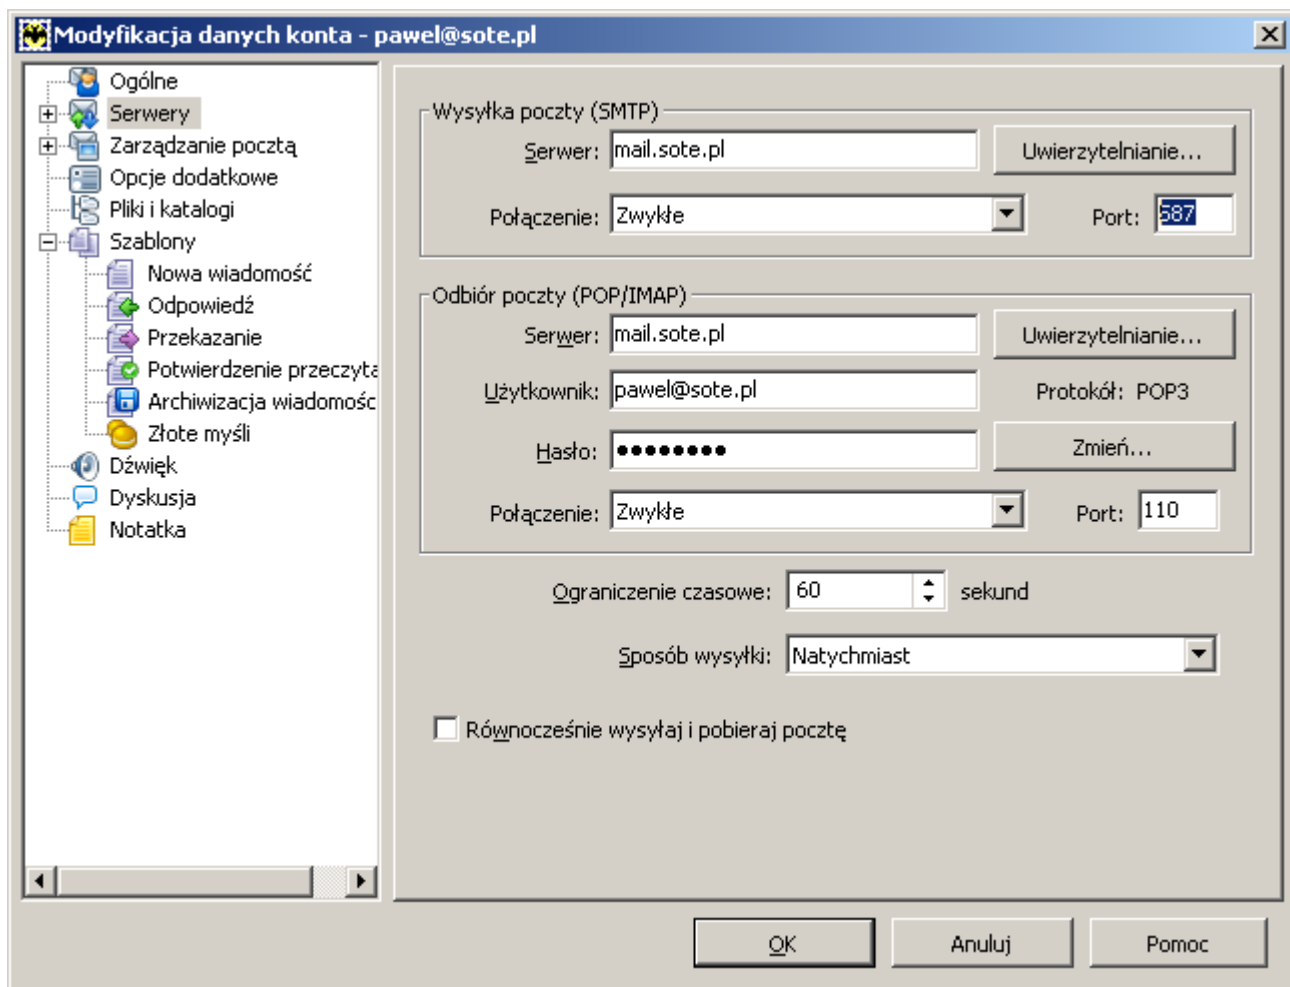 Modyfikacja danych konta - pawel@sote.pl
Ogólne
Serwery
Zarządzanie pocztą
Opcje dodatkowe
Pliki i katalogi
Szablony
Nowa wiadomość
Odpowiedź
Przekazanie
Potwierdzenie przeczyta
Archiwizacja wiadomośc
Złote myśli
Dźwięk
Dyskusja
Notatka
Wysyłka poczty (SMTP)
Serwer: mail.sote.pl Uwierzytelnianie...
Połączenie: Zwykłe Port: 587
Odbiór poczty (POP/IMAP)
Serwer: mail.sote.pl Uwierzytelnianie...
Użytkownik: pawel@sote.pl Protokół: POP3
Hasło: ●●●●●●●● Zmień...
Połączenie: Zwykłe Port: 110
Ograniczenie czasowe: 60 sekund
Sposób wysyłki: Natychmiast
Równocześnie wysyłaj i pobieraj pocztę
OK Anuluj Pomoc